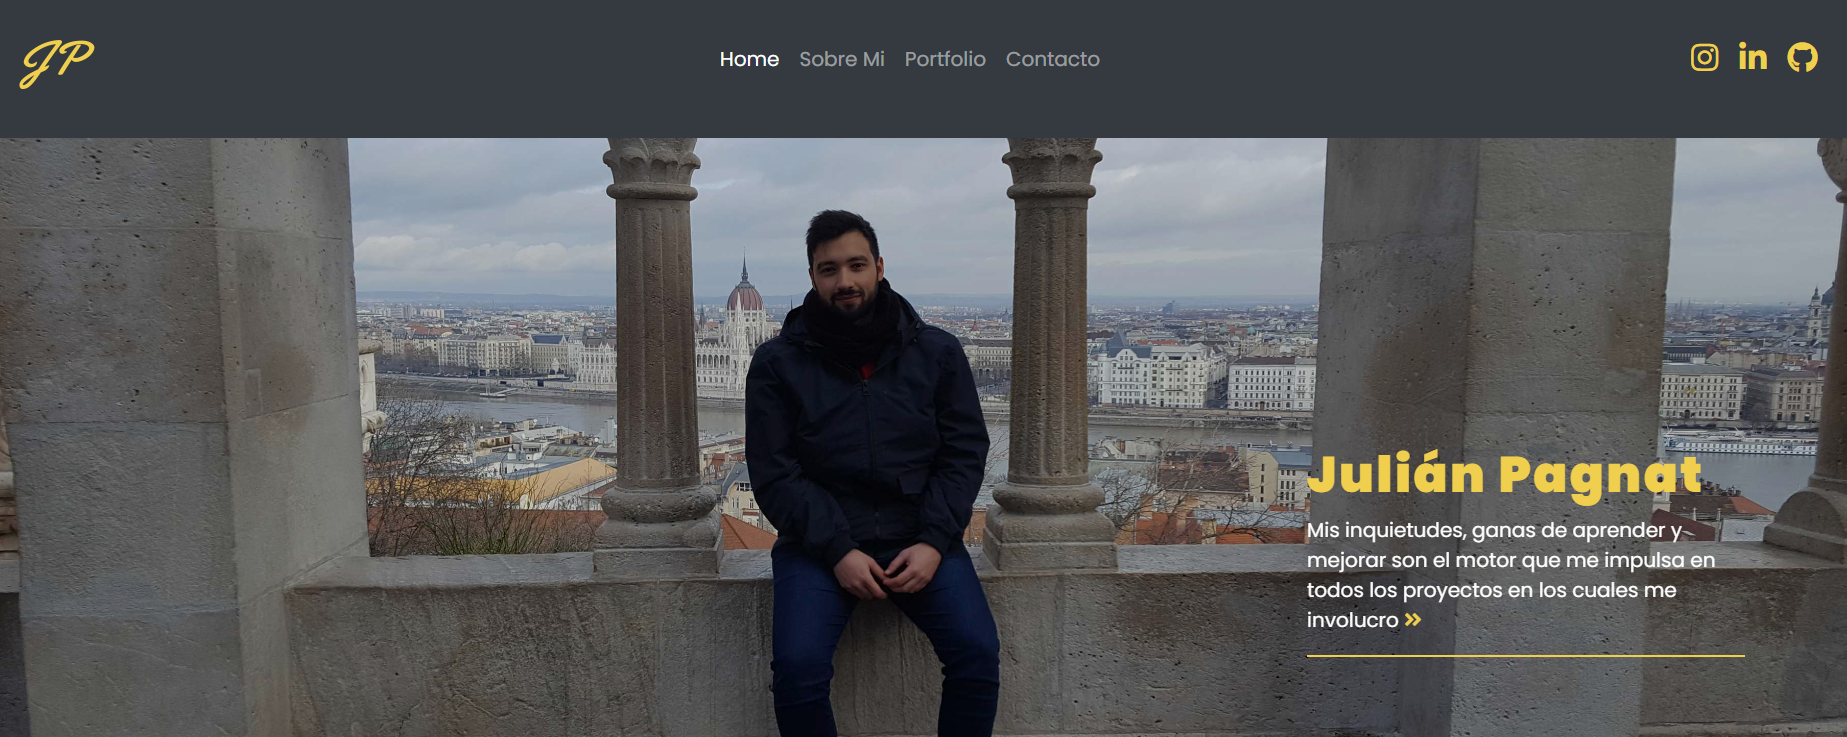 JP
Home Sobre Mi Portfolio Contacto
Julián Pagnat
Mis inquietudes, ganas de aprender y
mejorar son el motor que me impulsa en
todos los proyectos en los cuales me
involucro »